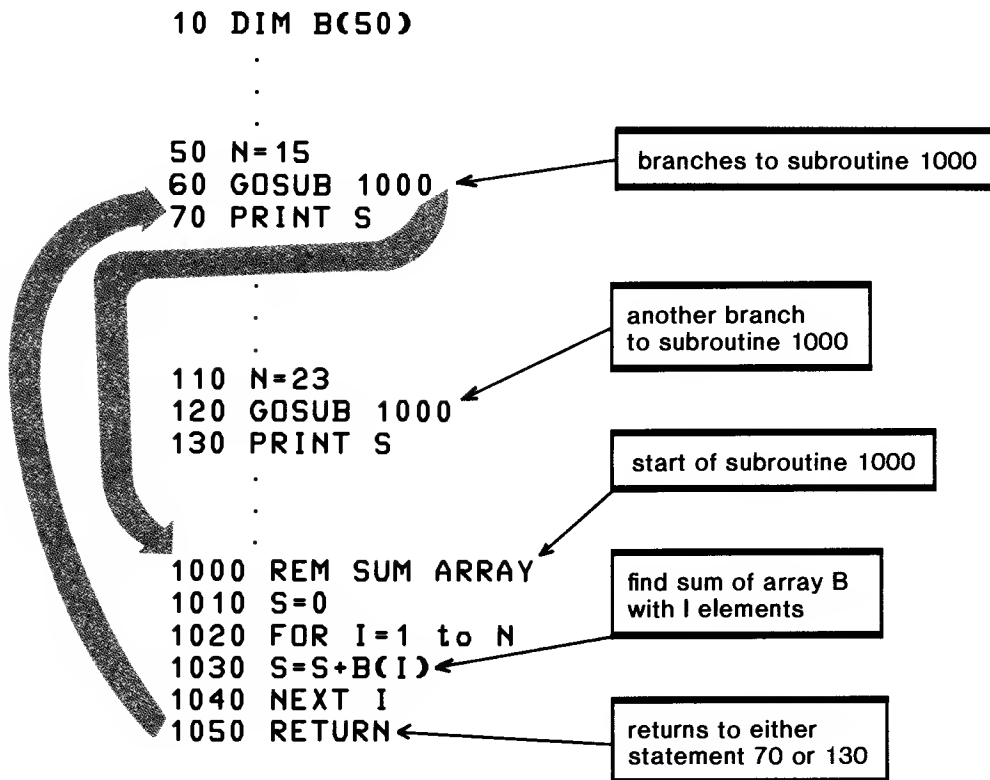 10 DIM B(50)
.
.
.
50 N=15
60 GOSUB 1000
70 PRINT S
branches to subroutine 1000
.
.
.
110 N=23
120 GOSUB 1000
130 PRINT S
another branch
to subroutine 1000
.
.
.
1000 REM SUM ARRAY
1010 S=0
1020 FOR I=1 to N
1030 S=S+B(I)
1040 NEXT I
1050 RETURN
start of subroutine 1000
find sum of array B
with I elements
returns to either
statement 70 or 130